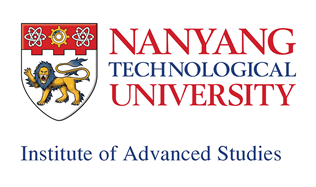 NANYANG
TECHNOLOGICAL
UNIVERSITY
Institute of Advanced Studies